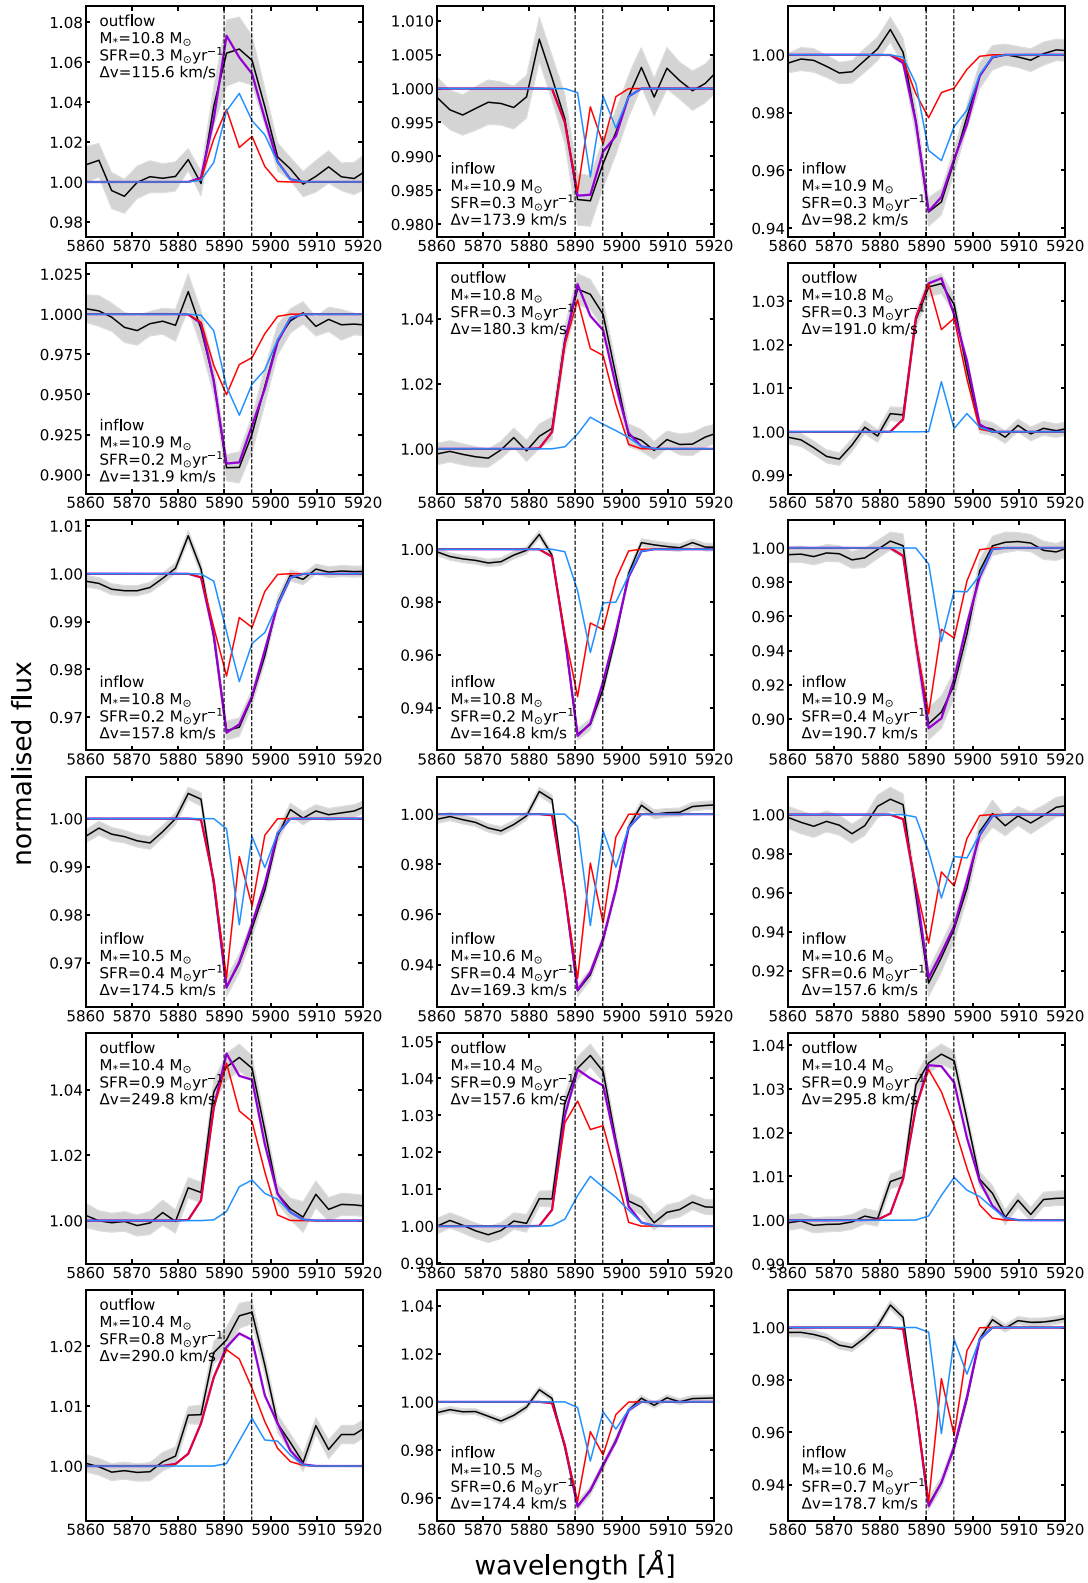 outflow
M*=10.8 M⊙
SFR=0.3 M⊙yr⁻¹
Δv=115.6 km/s
1.08
1.06
1.04
1.02
1.00
0.98
5860 5870 5880 5890 5900 5910 5920
inflow
M*=10.9 M⊙
SFR=0.3 M⊙yr⁻¹
Δv=173.9 km/s
1.010
1.005
1.000
0.995
0.990
0.985
0.980
5860 5870 5880 5890 5900 5910 5920
inflow
M*=10.9 M⊙
SFR=0.3 M⊙yr⁻¹
Δv=98.2 km/s
1.00
0.98
0.96
0.94
5860 5870 5880 5890 5900 5910 5920
inflow
M*=10.9 M⊙
SFR=0.2 M⊙yr⁻¹
Δv=131.9 km/s
1.025
1.000
0.975
0.950
0.925
0.900
5860 5870 5880 5890 5900 5910 5920
outflow
M*=10.8 M⊙
SFR=0.3 M⊙yr⁻¹
Δv=180.3 km/s
1.04
1.02
1.00
5860 5870 5880 5890 5900 5910 5920
outflow
M*=10.8 M⊙
SFR=0.3 M⊙yr⁻¹
Δv=191.0 km/s
1.03
1.02
1.01
1.00
0.99
5860 5870 5880 5890 5900 5910 5920
inflow
M*=10.8 M⊙
SFR=0.2 M⊙yr⁻¹
Δv=157.8 km/s
1.01
1.00
0.99
0.98
0.97
5860 5870 5880 5890 5900 5910 5920
inflow
M*=10.8 M⊙
SFR=0.2 M⊙yr⁻¹
Δv=164.8 km/s
1.00
0.98
0.96
0.94
5860 5870 5880 5890 5900 5910 5920
inflow
M*=10.9 M⊙
SFR=0.4 M⊙yr⁻¹
Δv=190.7 km/s
1.00
0.98
0.96
0.94
0.92
0.90
5860 5870 5880 5890 5900 5910 5920
normalised flux
inflow
M*=10.5 M⊙
SFR=0.4 M⊙yr⁻¹
Δv=174.5 km/s
1.00
0.99
0.98
0.97
5860 5870 5880 5890 5900 5910 5920
inflow
M*=10.6 M⊙
SFR=0.4 M⊙yr⁻¹
Δv=169.3 km/s
1.00
0.98
0.96
0.94
5860 5870 5880 5890 5900 5910 5920
inflow
M*=10.6 M⊙
SFR=0.6 M⊙yr⁻¹
Δv=157.6 km/s
1.00
0.98
0.96
0.94
0.92
5860 5870 5880 5890 5900 5910 5920
outflow
M*=10.4 M⊙
SFR=0.9 M⊙yr⁻¹
Δv=249.8 km/s
1.04
1.02
1.00
5860 5870 5880 5890 5900 5910 5920
outflow
M*=10.4 M⊙
SFR=0.9 M⊙yr⁻¹
Δv=157.6 km/s
1.05
1.04
1.03
1.02
1.01
1.00
0.99
5860 5870 5880 5890 5900 5910 5920
outflow
M*=10.4 M⊙
SFR=0.9 M⊙yr⁻¹
Δv=295.8 km/s
1.04
1.03
1.02
1.01
1.00
0.99
5860 5870 5880 5890 5900 5910 5920
outflow
M*=10.4 M⊙
SFR=0.8 M⊙yr⁻¹
Δv=290.0 km/s
1.02
1.01
1.00
5860 5870 5880 5890 5900 5910 5920
inflow
M*=10.5 M⊙
SFR=0.6 M⊙yr⁻¹
Δv=174.4 km/s
1.04
1.02
1.00
0.98
0.96
5860 5870 5880 5890 5900 5910 5920
inflow
M*=10.6 M⊙
SFR=0.7 M⊙yr⁻¹
Δv=178.7 km/s
1.00
0.98
0.96
0.94
5860 5870 5880 5890 5900 5910 5920
wavelength [Å]